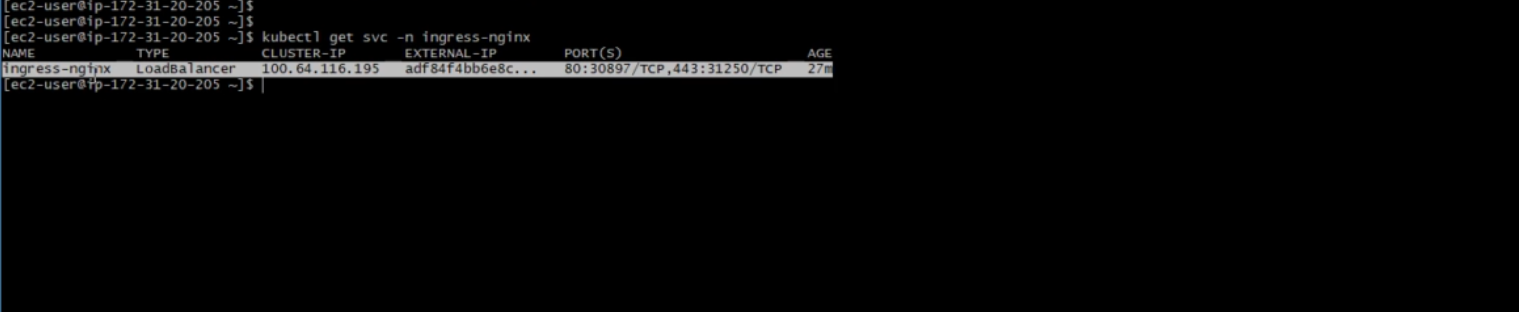 [ec2-user@ip-172-31-20-205 ~]$
[ec2-user@ip-172-31-20-205 ~]$
[ec2-user@ip-172-31-20-205 ~]$ kubectl get svc -n ingress-nginx
NAME TYPE CLUSTER-IP EXTERNAL-IP PORT(S) AGE
ingress-nginx LoadBalancer 100.64.116.195 adf84f4bb6e8c... 80:30897/TCP,443:31250/TCP 27m
[ec2-user@ip-172-31-20-205 ~]$